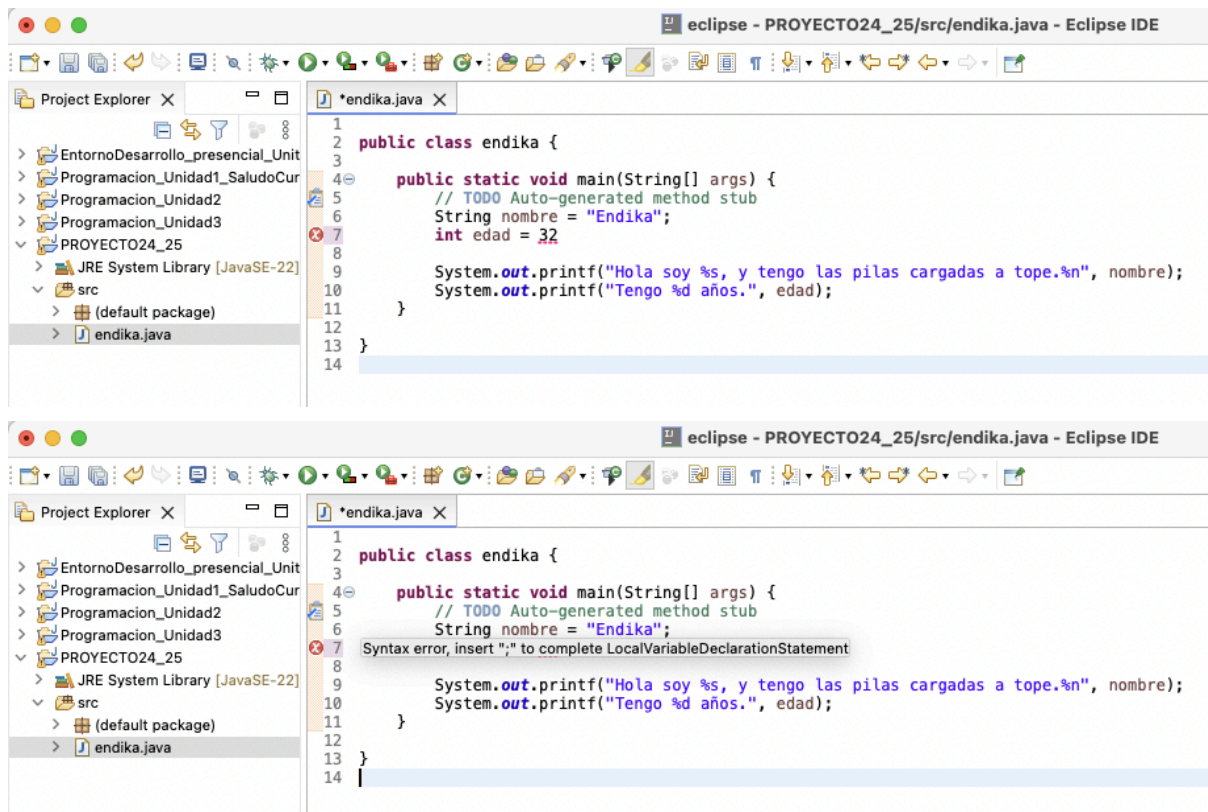 eclipse - PROYECTO24_25/src/endika.java - Eclipse IDE
Project Explorer
*endika.java
EntornoDesarrollo_presencial_Unit
Programacion_Unidad1_SaludoCur
Programacion_Unidad2
Programacion_Unidad3
PROYECTO24_25
JRE System Library [JavaSE-22]
src
(default package)
endika.java
1
2 public class endika {
3
4 public static void main(String[] args) {
5 // TODO Auto-generated method stub
6 String nombre = "Endika";
7 int edad = 32
8
9 System.out.printf("Hola soy %s, y tengo las pilas cargadas a tope.%n", nombre);
10 System.out.printf("Tengo %d años.", edad);
11 }
12
13 }
14
eclipse - PROYECTO24_25/src/endika.java - Eclipse IDE
Project Explorer
*endika.java
EntornoDesarrollo_presencial_Unit
Programacion_Unidad1_SaludoCur
Programacion_Unidad2
Programacion_Unidad3
PROYECTO24_25
JRE System Library [JavaSE-22]
src
(default package)
endika.java
1
2 public class endika {
3
4 public static void main(String[] args) {
5 // TODO Auto-generated method stub
6 String nombre = "Endika";
7 Syntax error, insert ";" to complete LocalVariableDeclarationStatement
8
9 System.out.printf("Hola soy %s, y tengo las pilas cargadas a tope.%n", nombre);
10 System.out.printf("Tengo %d años.", edad);
11 }
12
13 }
14